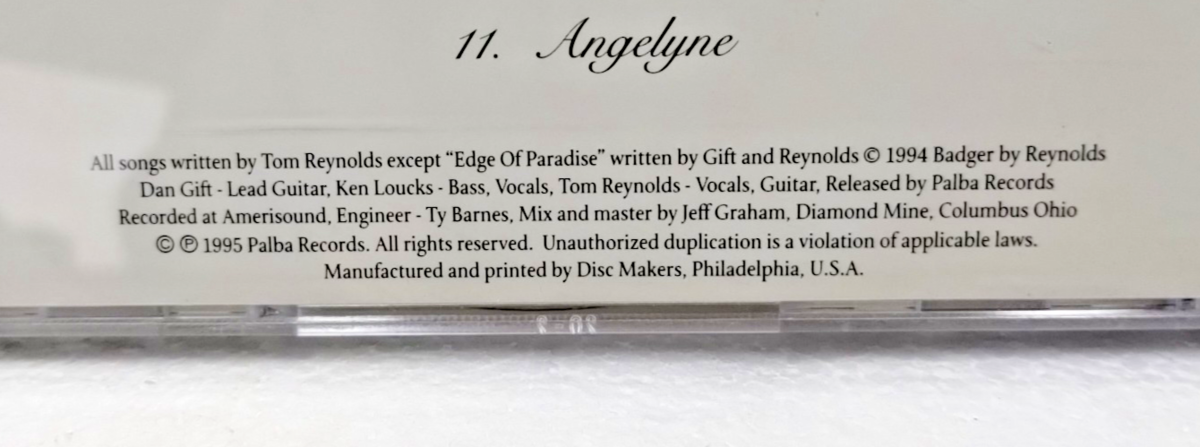 11. Angelyne
All songs written by Tom Reynolds except “Edge Of Paradise” written by Gift and Reynolds © 1994 Badger by Reynolds
Dan Gift - Lead Guitar, Ken Loucks - Bass, Vocals, Tom Reynolds - Vocals, Guitar, Released by Palba Records
Recorded at Amerisound, Engineer - Ty Barnes, Mix and master by Jeff Graham, Diamond Mine, Columbus Ohio
© ℗ 1995 Palba Records. All rights reserved. Unauthorized duplication is a violation of applicable laws.
Manufactured and printed by Disc Makers, Philadelphia, U.S.A.